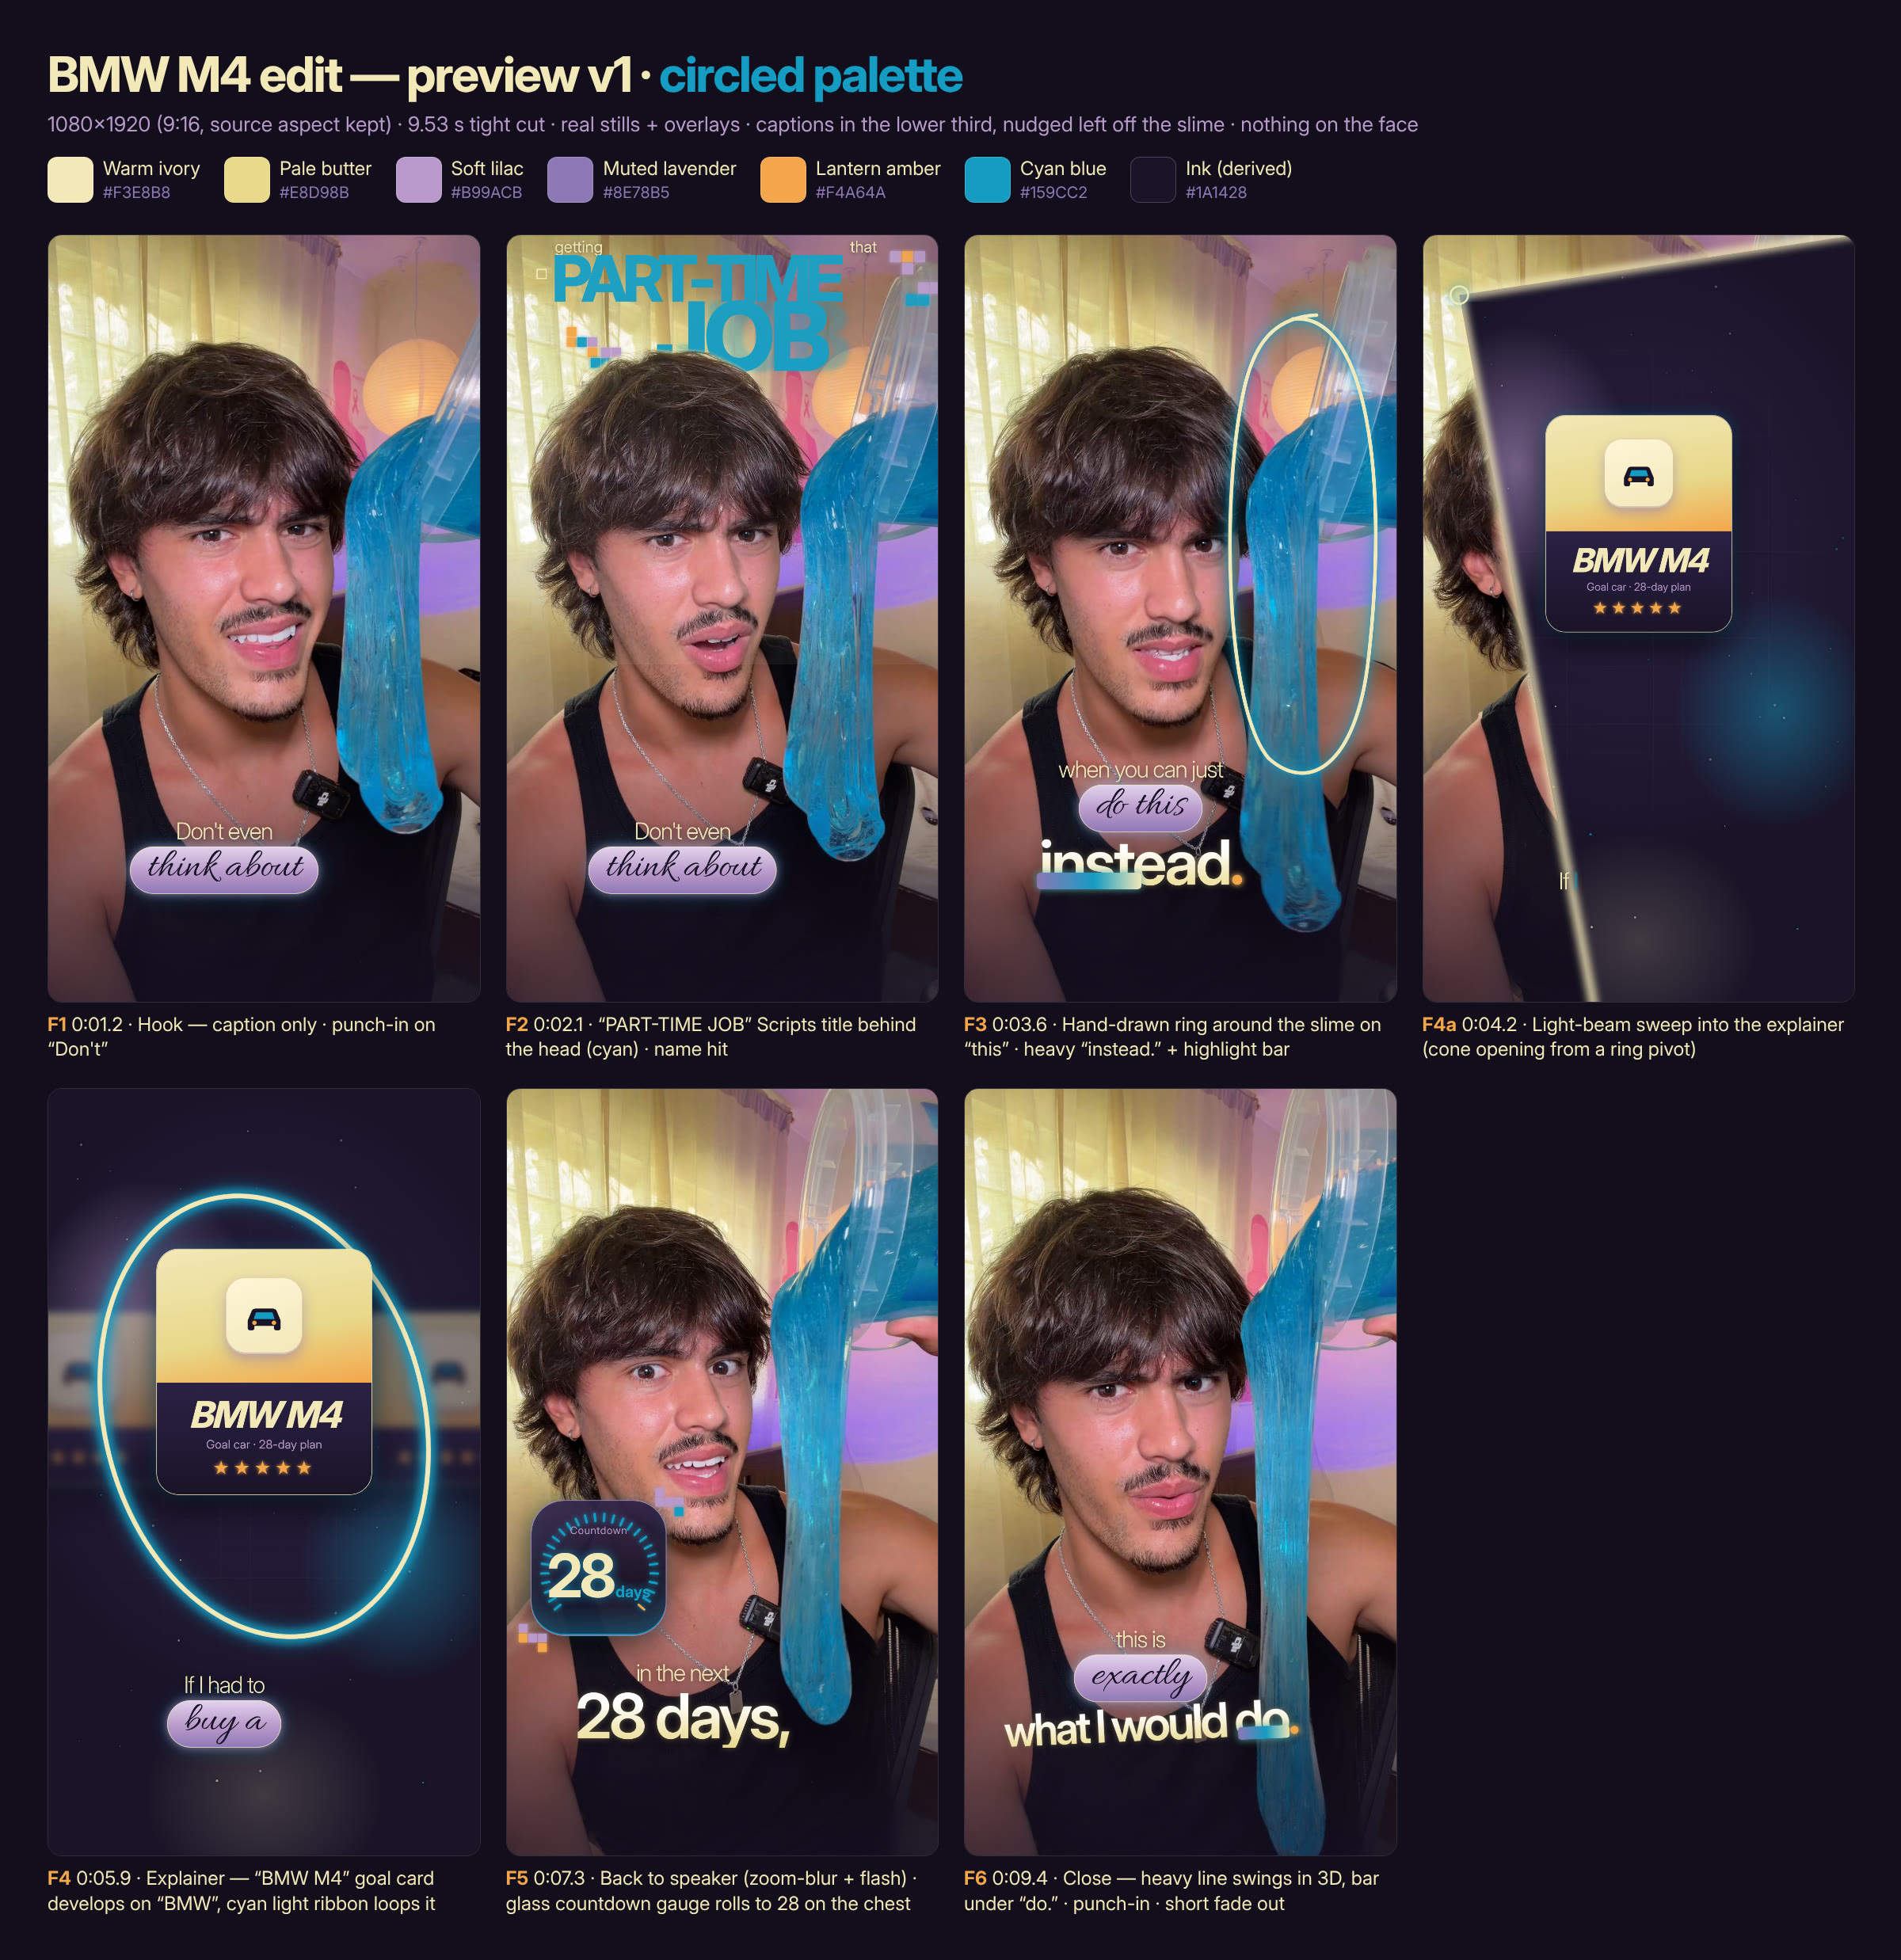 BMW M4 edit — preview v1 · circled palette
1080×1920 (9:16, source aspect kept) · 9.53 s tight cut · real stills + overlays · captions in the lower third, nudged left off the slime · nothing on the face
Warm ivory
#F3E8B8
Pale butter
#E8D98B
Soft lilac
#B99ACB
Muted lavender
#8E78B5
Lantern amber
#F4A64A
Cyan blue
#159CC2
Ink (derived)
#1A1428
Don't even
think about
F1 0:01.2 · Hook — caption only · punch-in on
“Don't”
getting
that
PART-TIME
JOB
Don't even
think about
F2 0:02.1 · “PART-TIME JOB” Scripts title behind
the head (cyan) · name hit
when you can just
do this
instead.
F3 0:03.6 · Hand-drawn ring around the slime on
“this” · heavy “instead.” + highlight bar
BMW M4
Goal car · 28-day plan
If
F4a 0:04.2 · Light-beam sweep into the explainer
(cone opening from a ring pivot)
BMW M4
Goal car · 28-day plan
If I had to
buy a
F4 0:05.9 · Explainer — “BMW M4” goal card
develops on “BMW”, cyan light ribbon loops it
Countdown
28 days
in the next
28 days,
F5 0:07.3 · Back to speaker (zoom-blur + flash) ·
glass countdown gauge rolls to 28 on the chest
this is
exactly
what I would do.
F6 0:09.4 · Close — heavy line swings in 3D, bar
under “do.” · punch-in · short fade out